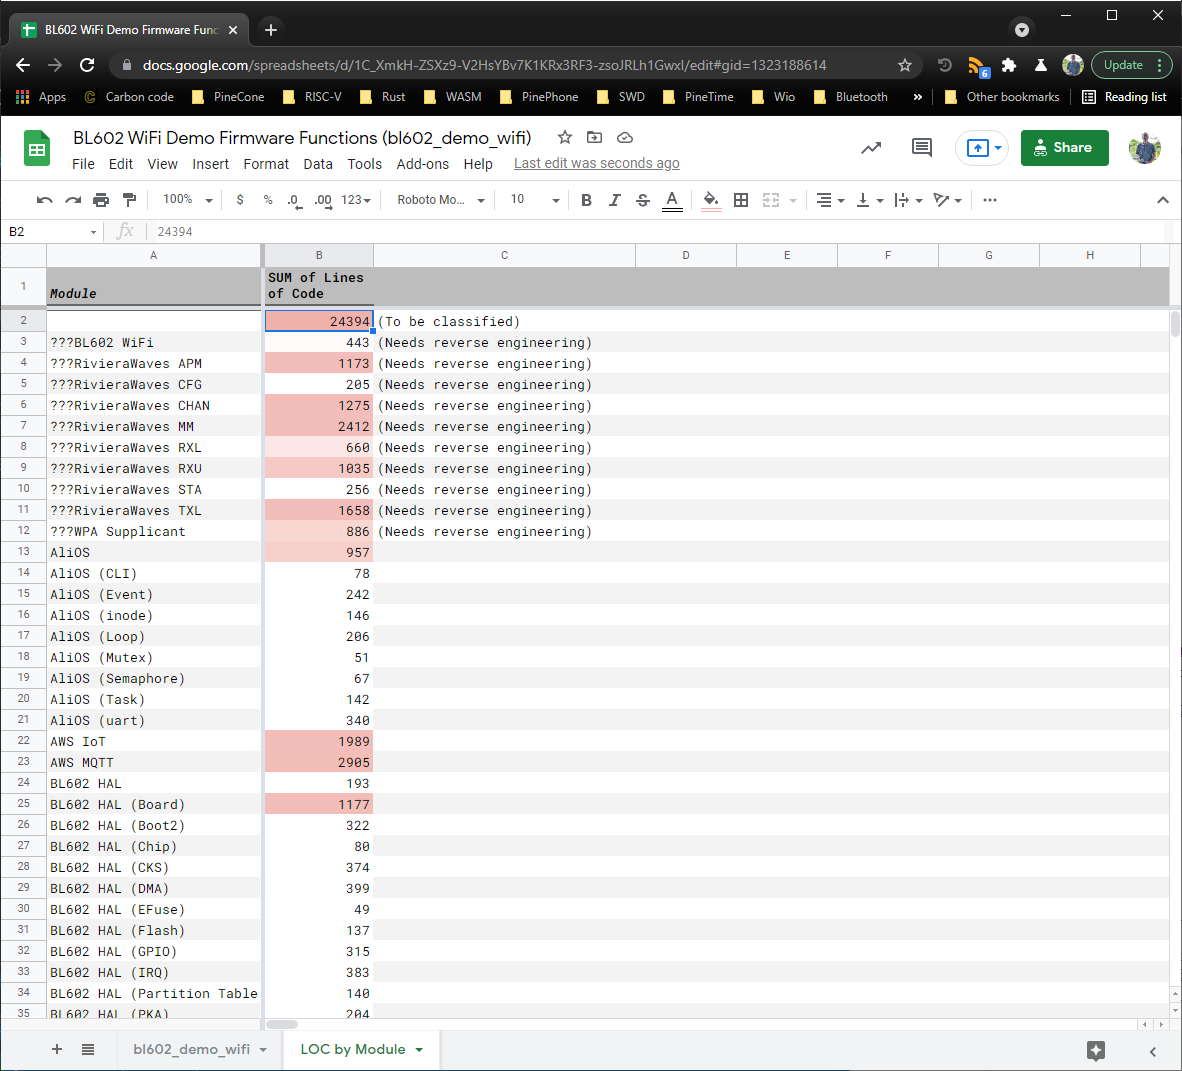 BL602 WiFi Demo Firmware Func
docs.google.com/spreadsheets/d/1C_XmkH-ZSXz9-V2HsYBv7K1KRx3RF3-zsoJRLh1GwxI/edit#gid=1323188614
6
Update
Apps
Carbon code
PineCone
RISC-V
Rust
WASM
PinePhone
SWD
PineTime
Wio
Bluetooth
»
Other bookmarks
Reading list
BL602 WiFi Demo Firmware Functions (bl602_demo_wifi)
File Edit View Insert Format Data Tools Add-ons Help Last edit was seconds ago
Share
100% $ % .0 .00 123 Roboto Mo... 10 B I S A
B2 fx 24394
A B C D E F G H
1 Module SUM of Lines
of Code
2 24394 (To be classified)
3 ???BL602 WiFi 443 (Needs reverse engineering)
4 ???RivieraWaves APM 1173 (Needs reverse engineering)
5 ???RivieraWaves CFG 205 (Needs reverse engineering)
6 ???RivieraWaves CHAN 1275 (Needs reverse engineering)
7 ???RivieraWaves MM 2412 (Needs reverse engineering)
8 ???RivieraWaves RXL 660 (Needs reverse engineering)
9 ???RivieraWaves RXU 1035 (Needs reverse engineering)
10 ???RivieraWaves STA 256 (Needs reverse engineering)
11 ???RivieraWaves TXL 1658 (Needs reverse engineering)
12 ???WPA Supplicant 886 (Needs reverse engineering)
13 AliOS 957
14 AliOS (CLI) 78
15 AliOS (Event) 242
16 AliOS (inode) 146
17 AliOS (Loop) 206
18 AliOS (Mutex) 51
19 AliOS (Semaphore) 67
20 AliOS (Task) 142
21 AliOS (uart) 340
22 AWS IoT 1989
23 AWS MQTT 2905
24 BL602 HAL 193
25 BL602 HAL (Board) 1177
26 BL602 HAL (Boot2) 322
27 BL602 HAL (Chip) 80
28 BL602 HAL (CKS) 374
29 BL602 HAL (DMA) 399
30 BL602 HAL (EFuse) 49
31 BL602 HAL (Flash) 137
32 BL602 HAL (GPIO) 315
33 BL602 HAL (IRQ) 383
34 BL602 HAL (Partition Table 140
35 BL602 HAL (PKA) 204
bl602_demo_wifi
LOC by Module